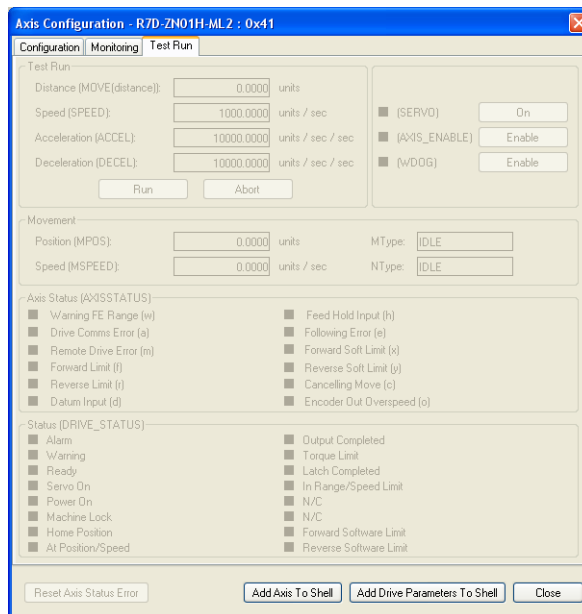 Axis Configuration - R7D-ZN01H-ML2 : 0x41
Configuration Monitoring Test Run
Test Run
Distance (MOVE(distance)): 0.0000 units
Speed (SPEED): 1000.0000 units / sec
Acceleration (ACCEL): 10000.0000 units / sec / sec
Deceleration (DECEL): 10000.0000 units / sec / sec
Run Abort
(SERVO) On
(AXIS_ENABLE) Enable
(WDOG) Enable
Movement
Position (MPOS): 0.0000 units MType: IDLE
Speed (MSPEED): 0.0000 units / sec NType: IDLE
Axis Status (AXISSTATUS)
Warning FE Range (w) Feed Hold Input (h)
Drive Comms Error (a) Following Error (e)
Remote Drive Error (m) Forward Soft Limit (x)
Forward Limit (f) Reverse Soft Limit (y)
Reverse Limit (r) Cancelling Move (c)
Datum Input (d) Encoder Out Overspeed (o)
Status (DRIVE_STATUS)
Alarm Output Completed
Warning Torque Limit
Ready Latch Completed
Servo On In Range/Speed Limit
Power On N/C
Machine Lock N/C
Home Position Forward Software Limit
At Position/Speed Reverse Software Limit
Reset Axis Status Error Add Axis To Shell Add Drive Parameters To Shell Close